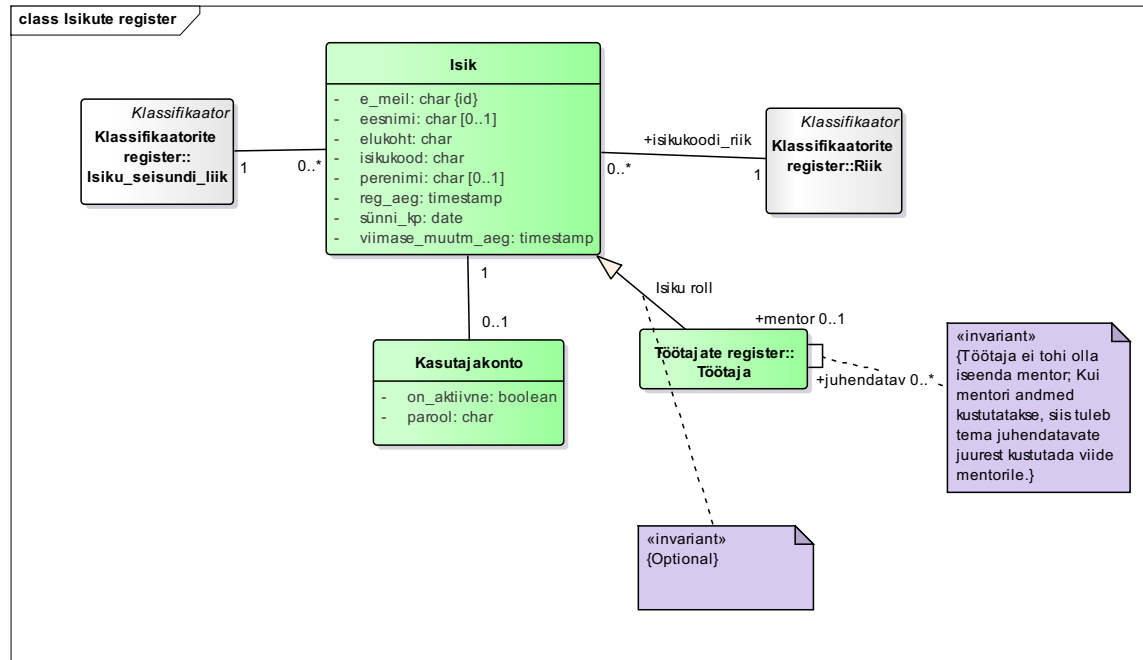 class Isikute register
Isik
- e_meil: char {id}
- eesnimi: char [0..1]
- elukoht: char
- isikukood: char
- perenimi: char [0..1]
- reg_aeg: timestamp
- sünni_kp: date
- viimase_muutm_aeg: timestamp
Klassifikaator
Klassifikaatorite
register::
Isiku_seisundi_liik
1
0..*
+isikukoodi_riik
0..*
1
Klassifikaator
Klassifikaatorite
register::Riik
1
0..1
Isiku roll
Kasutajakonto
- on_aktiivne: boolean
- parool: char
+mentor 0..1
Töötajate register::
Töötaja
+juhendatav 0..*
«invariant»
{Töötaja ei tohi olla
iseenda mentor; Kui
mentori andmed
kustutatakse, siis tuleb
tema juhendatavate
juurest kustutada viide
mentorile.}
«invariant»
{Optional}